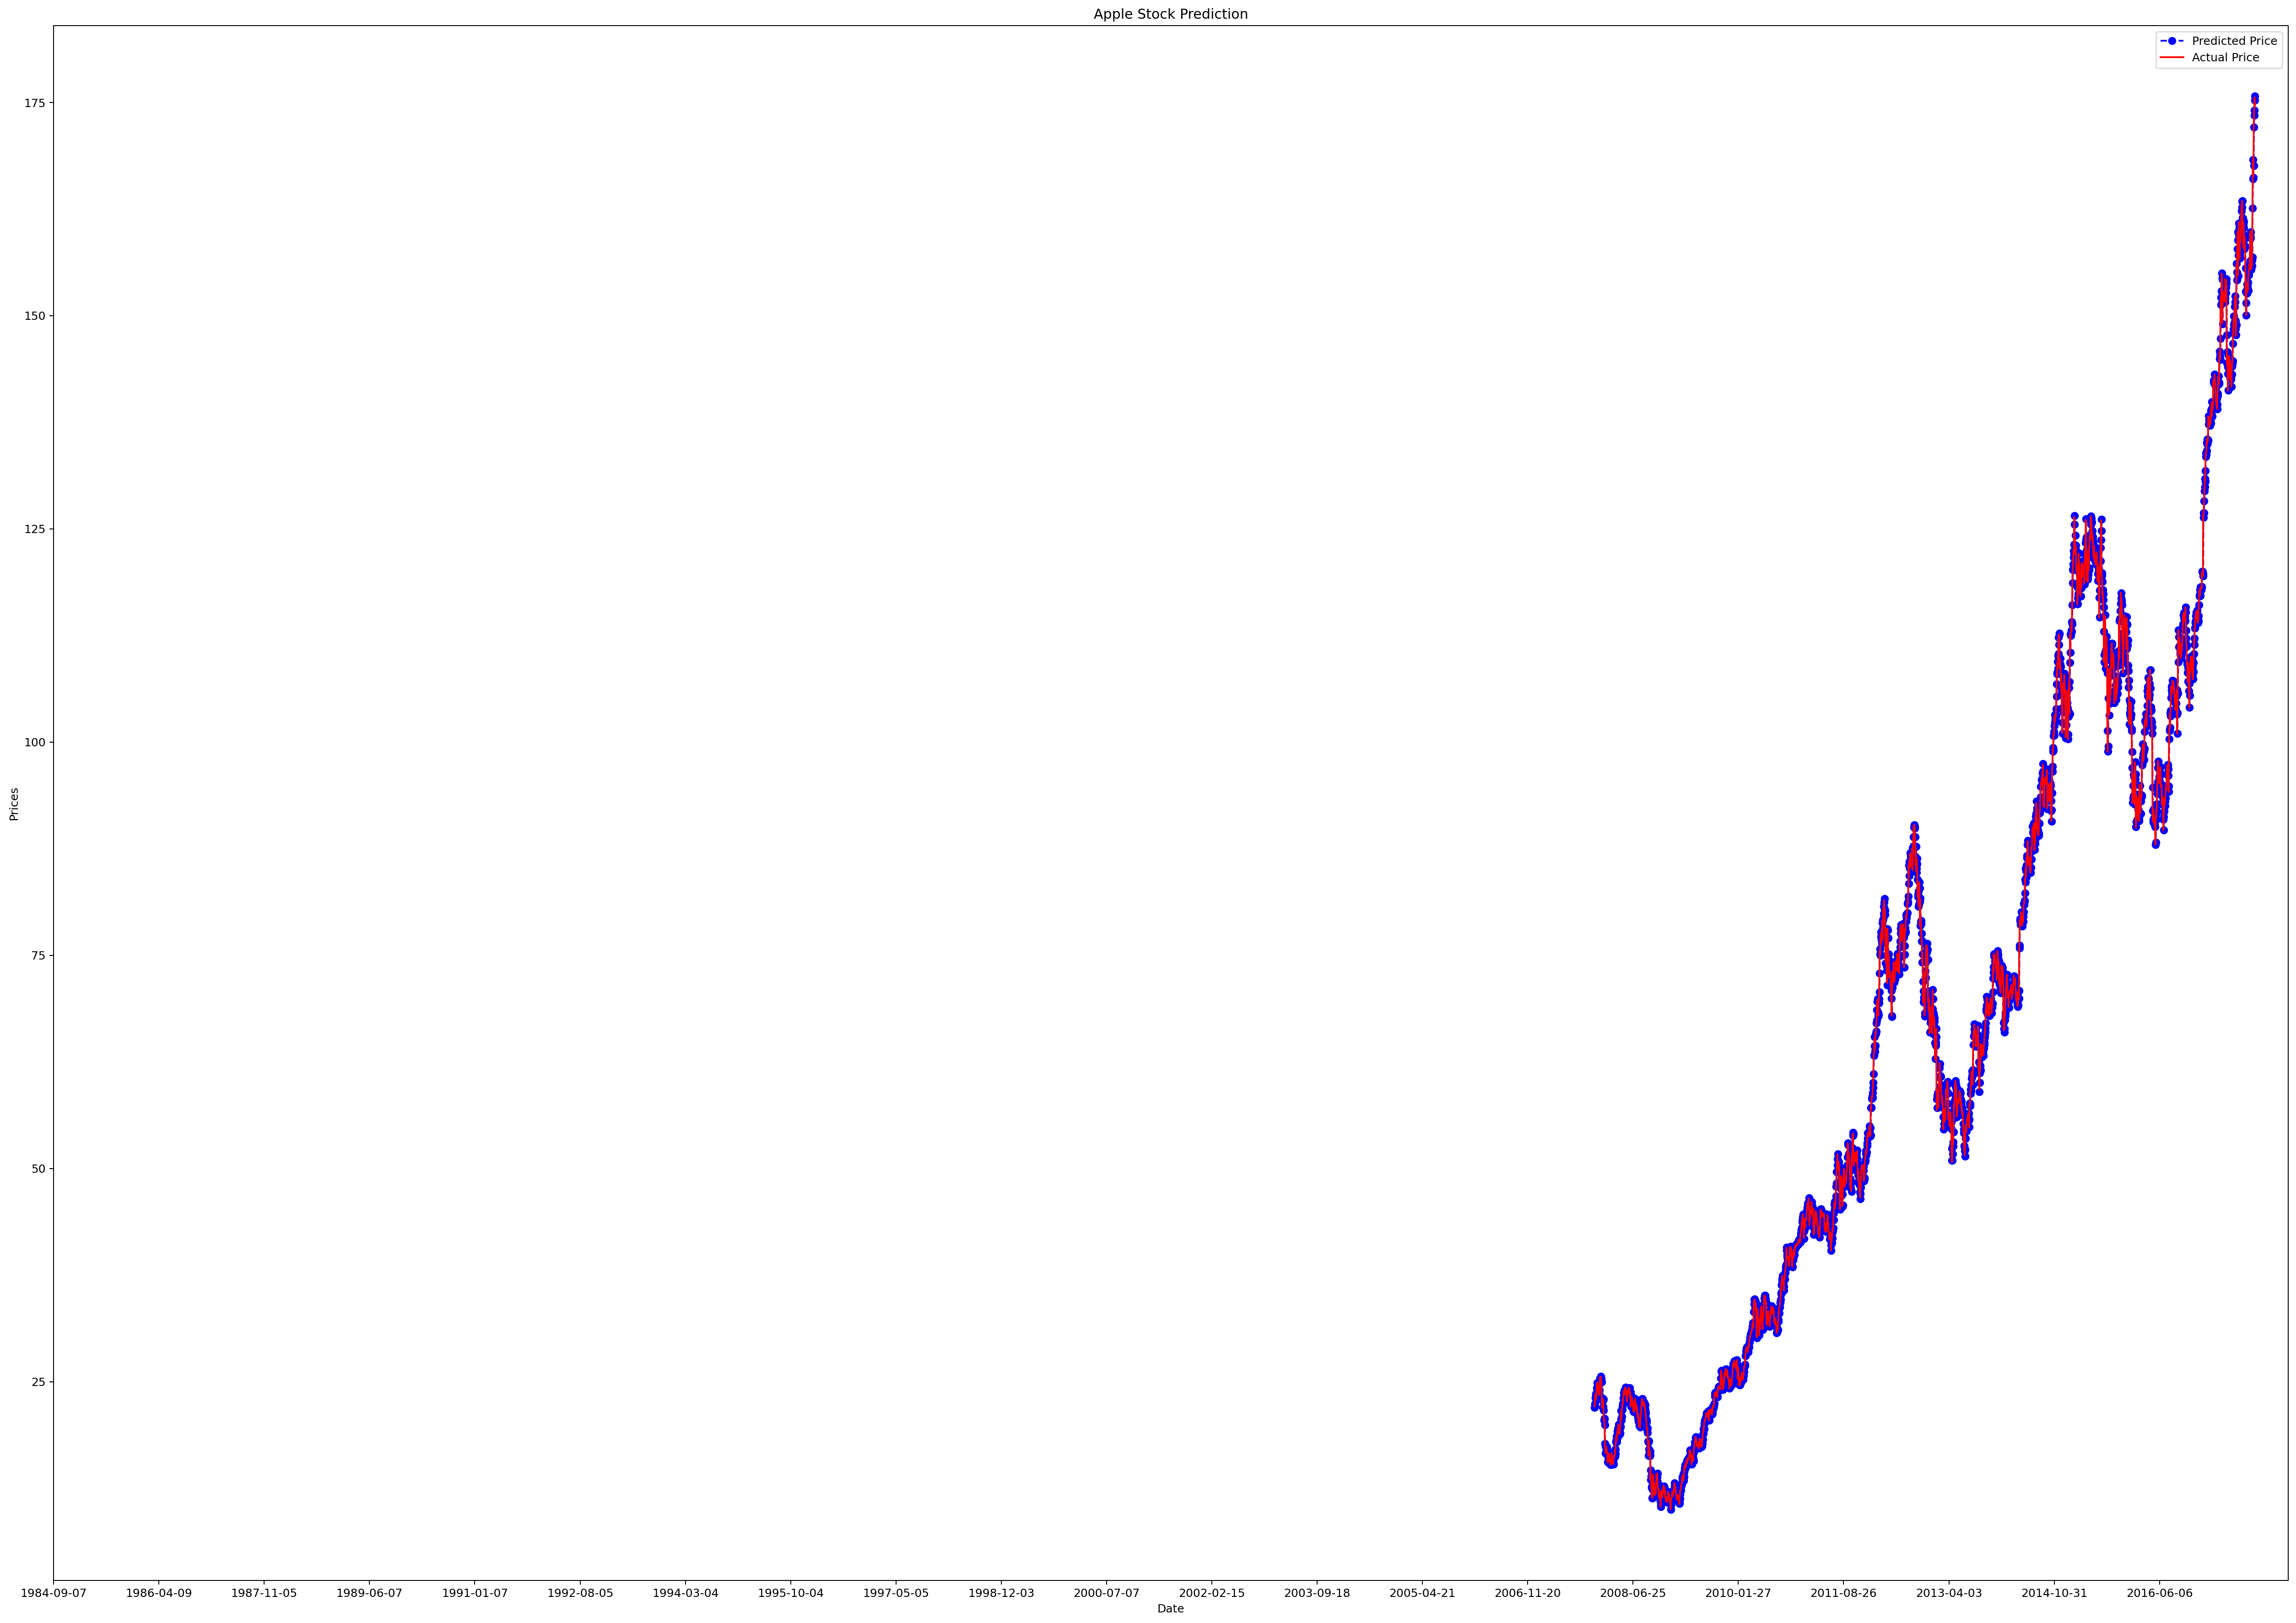 Apple Stock Prediction
Predicted Price
Actual Price
175
150
125
100
75
50
25
Prices
1984-09-07 1986-04-09 1987-11-05 1989-06-07 1991-01-07 1992-08-05 1994-03-04 1995-10-04 1997-05-05 1998-12-03 2000-07-07 2002-02-15 2003-09-18 2005-04-21 2006-11-20 2008-06-25 2010-01-27 2011-08-26 2013-04-03 2014-10-31 2016-06-06
Date